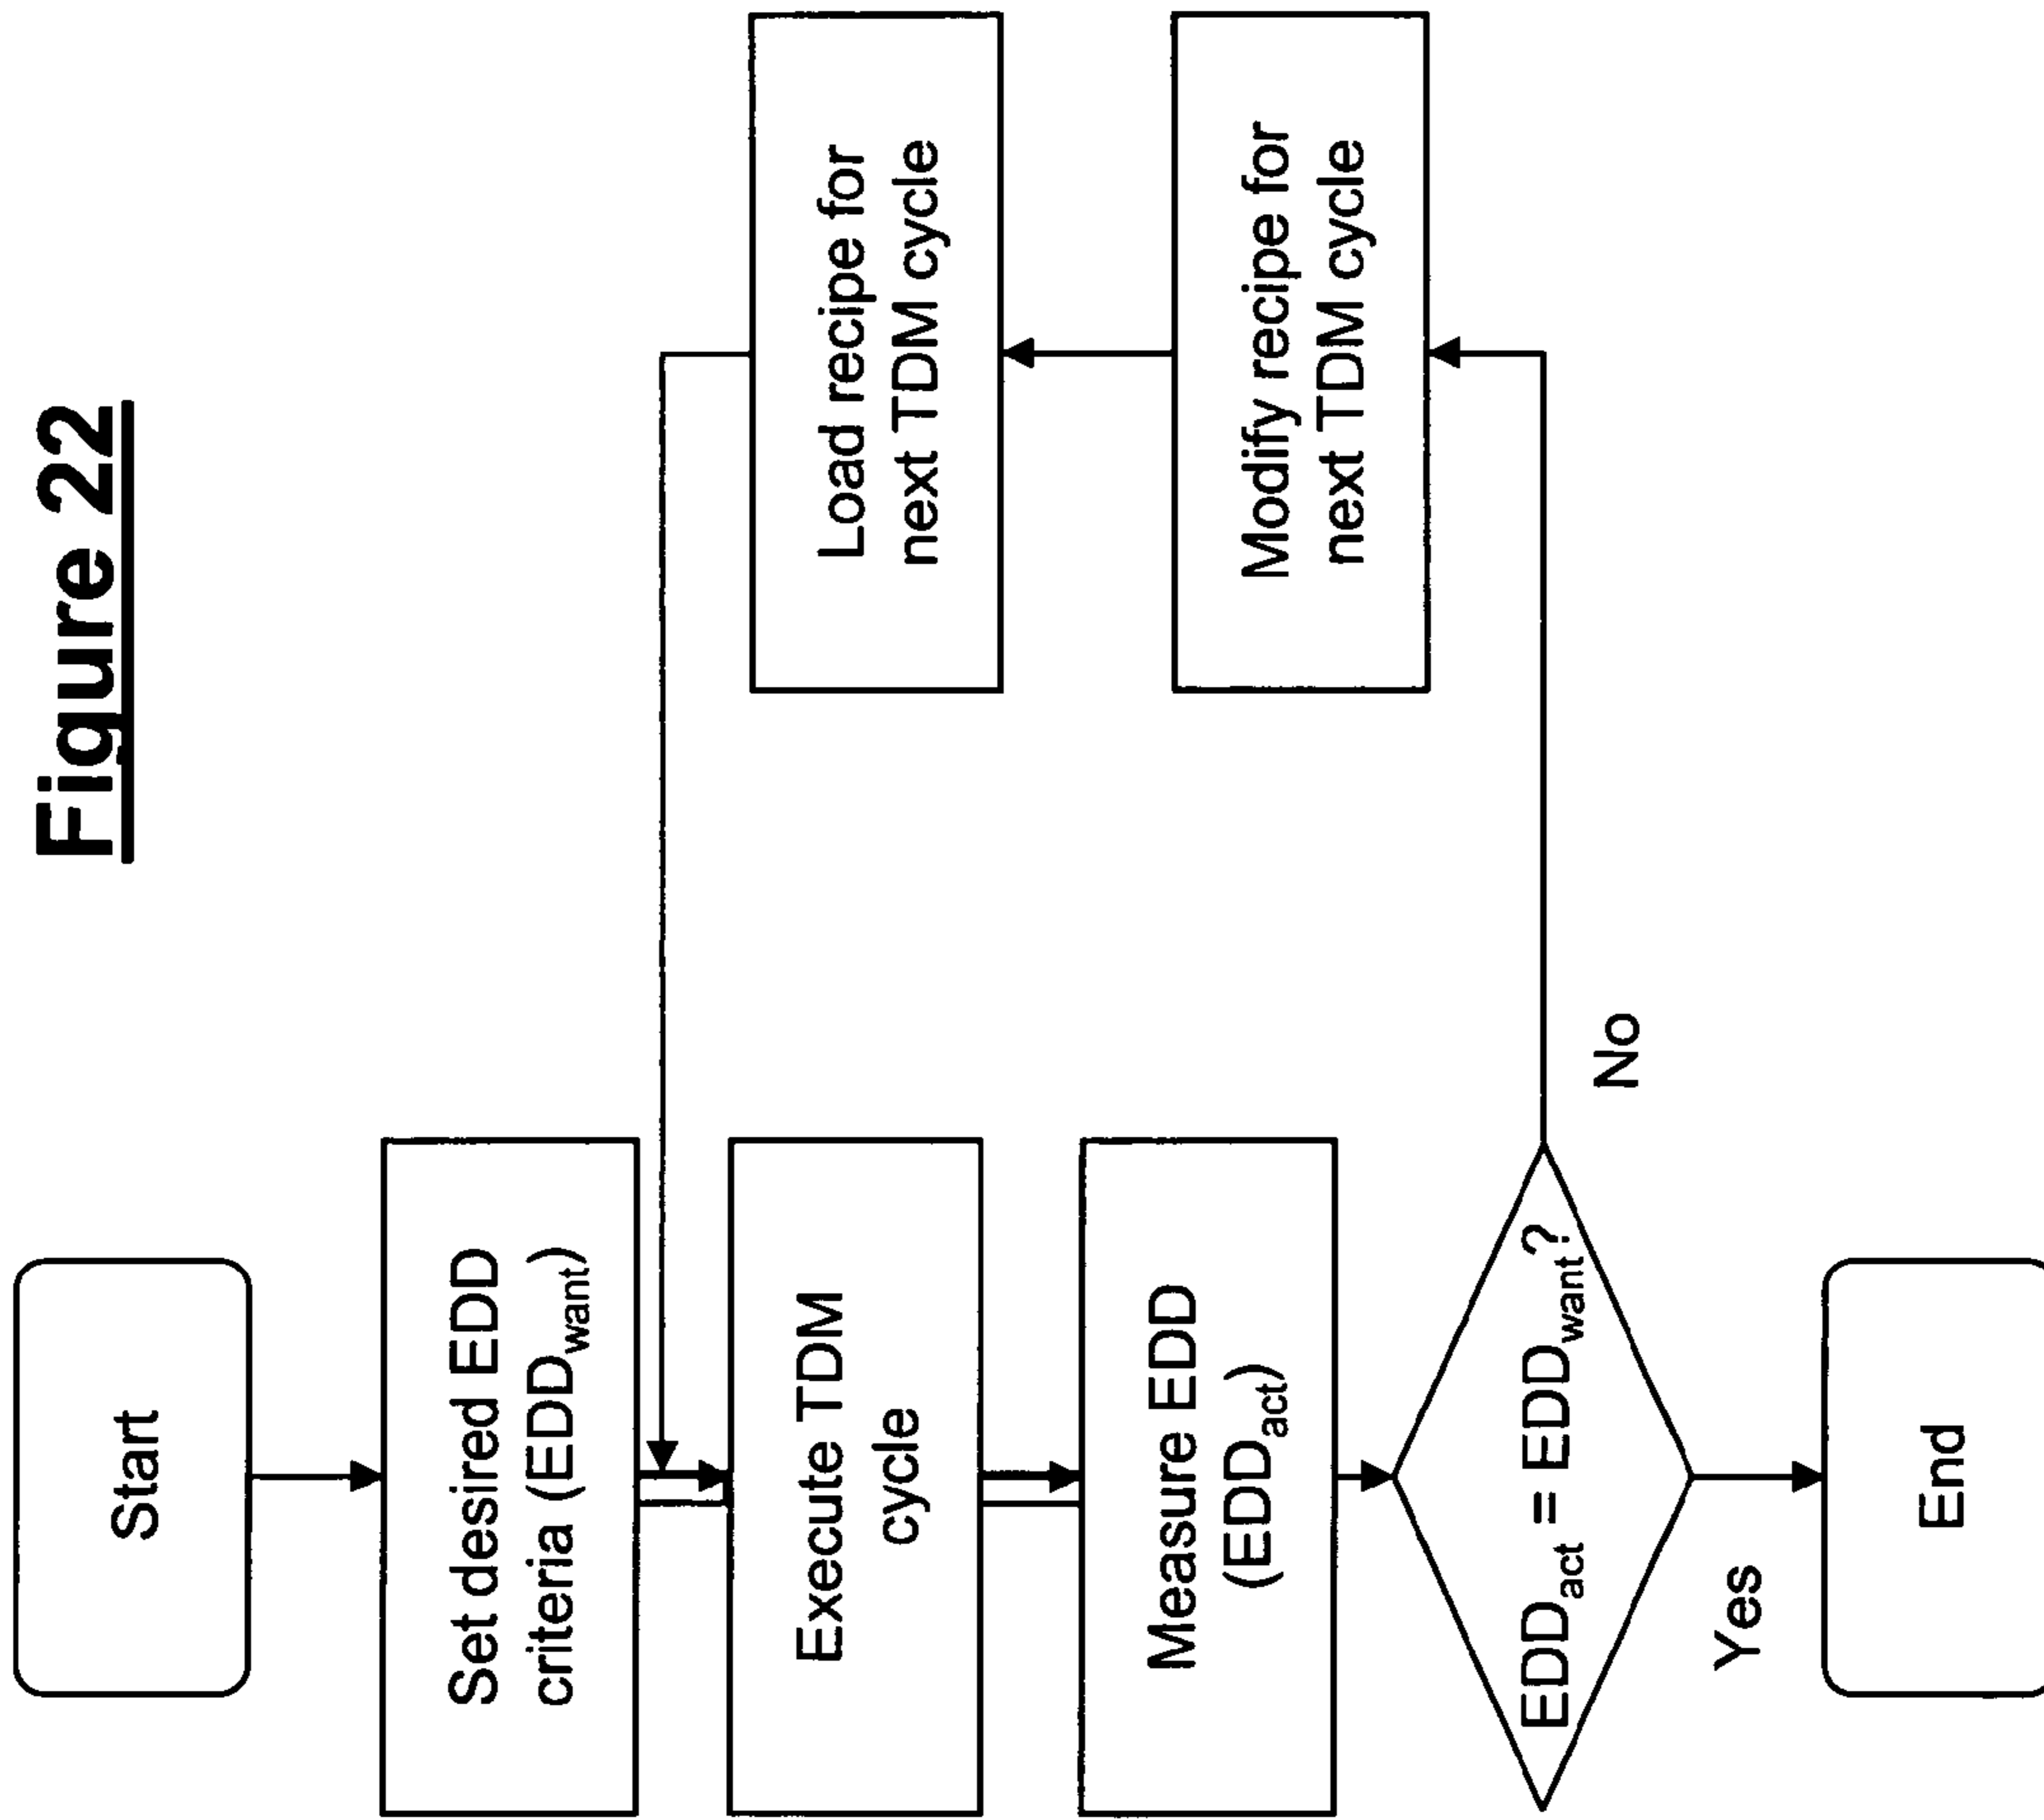 Figure 22
Start
Set desired EDD
criteria (EDDwant)
Execute TDM
cycle
Measure EDD
(EDDact)
EDDact = EDDwant?
Yes
No
End
Load recipe for
next TDM cycle
Modify recipe for
next TDM cycle